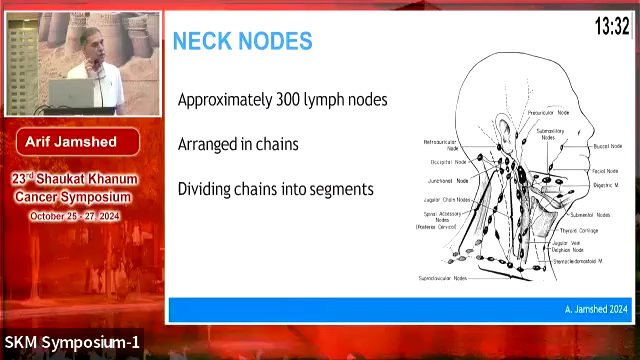 NECK NODES
13:32
Approximately 300 lymph nodes
Arranged in chains
Dividing chains into segments
Preauricular Node
Submaxillary
Nodes
Retroauricular
Node
Buccal Node
Occipital Node
Facial Node
Junctional Node
Digastric M.
Jugular Chain Nodes
Spinal Accessory
Nodes
(Posterior Cervical)
Submental Nodes
Thyroid Cartilage
Jugular Vein
Delphian Node
Sternocleidomastoid M.
Supraclavicular Nodes
A. Jamshed 2024
Arif Jamshed
23rd Shaukat Khanum
Cancer Symposium
October 25 - 27, 2024
SKM Symposium-1